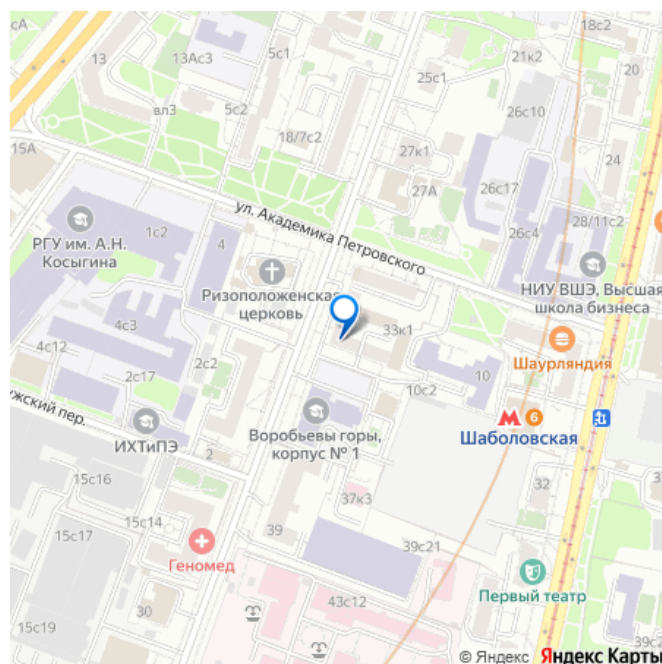 сА
5с1
18с2
21к2
20
13
13Ас3
25с1
26с10
вл3
5с2
15А
18/7с2
27к1
24
27А
26с17
ул. Академика Петровского
28/11с2
РГУ им. А.Н.
Косыгина
1с2
4
26с4
НИУ ВШЭ, Высшая
школа бизнеса
Ризоположенская
церковь
4с3
33к1
Шаурляндия
4с12
2с2
10
2с17
10с2
М
6
Шаболовская
жский пер.
ИХТиПЭ
2
Воробьевы горы,
корпус № 1
15с16
37к3
32
15с14
15с17
39
39с21
Геномед
Первый театр
43с12
30
39с
15с19
© Яндекс Яндекс Карты